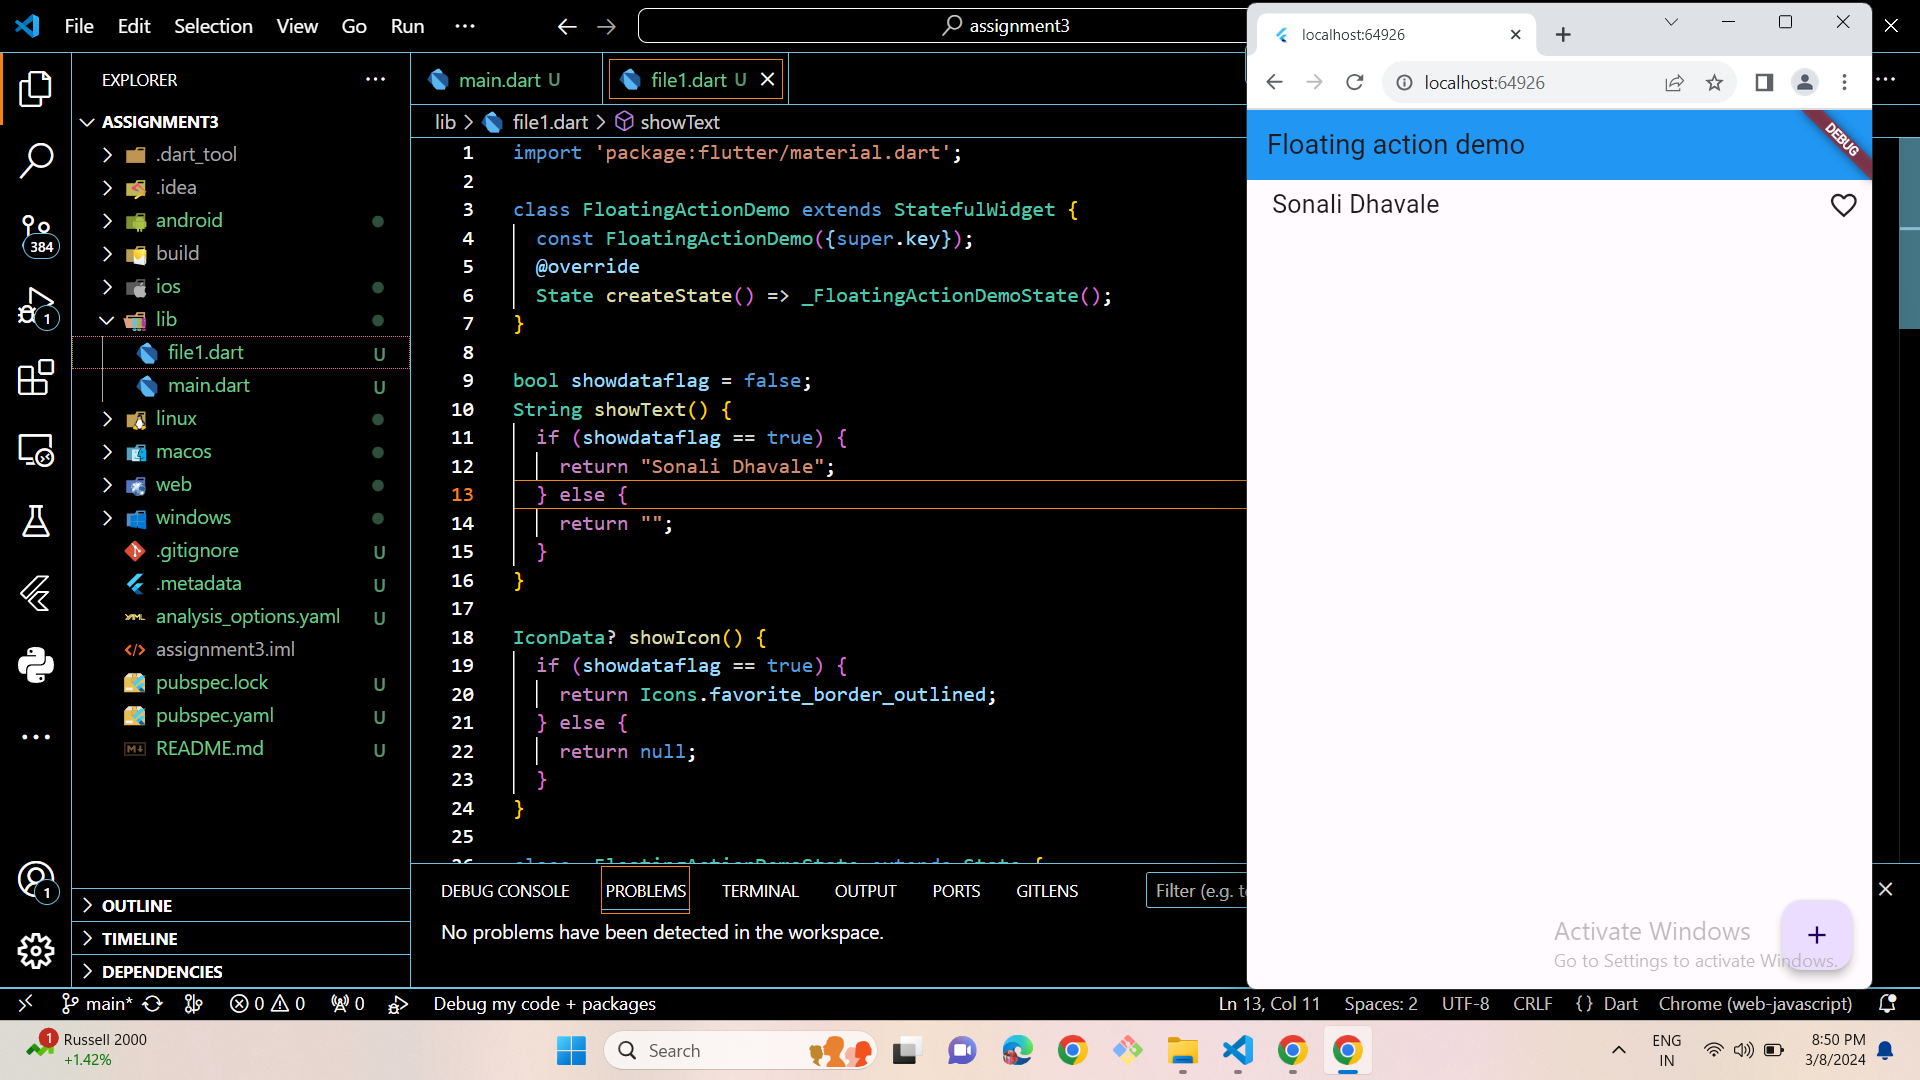 File Edit Selection View Go Run ···
assignment3
EXPLORER
ASSIGNMENT3
.dart_tool
.idea
android
build
ios
lib
file1.dart U
main.dart U
linux
macos
web
windows
.gitignore U
.metadata U
analysis_options.yaml U
assignment3.iml
pubspec.lock U
pubspec.yaml U
README.md U
OUTLINE
TIMELINE
DEPENDENCIES
384
1
1
main.dart U file1.dart U
lib > file1.dart > showText
1 import 'package:flutter/material.dart';
2
3 class FloatingActionDemo extends StatefulWidget {
4 const FloatingActionDemo({super.key});
5 @override
6 State createState() => _FloatingActionDemoState();
7 }
8
9 bool showdataflag = false;
10 String showText() {
11 if (showdataflag == true) {
12 return "Sonali Dhavale";
13 } else {
14 return "";
15 }
16 }
17
18 IconData? showIcon() {
19 if (showdataflag == true) {
20 return Icons.favorite_border_outlined;
21 } else {
22 return null;
23 }
24 }
25
26 class _FloatingActionDemoState extends State {
DEBUG CONSOLE PROBLEMS TERMINAL OUTPUT PORTS GITLENS
Filter (e.g. t
No problems have been detected in the workspace.
localhost:64926
localhost:64926
Floating action demo
DEBUG
Sonali Dhavale
+
Activate Windows
Go to Settings to activate Windows.
main* 0 0 0 Debug my code + packages
Ln 13, Col 11 Spaces: 2 UTF-8 CRLF {} Dart Chrome (web-javascript)
1
Russell 2000
+1.42%
Search
ENG
IN
8:50 PM
3/8/2024